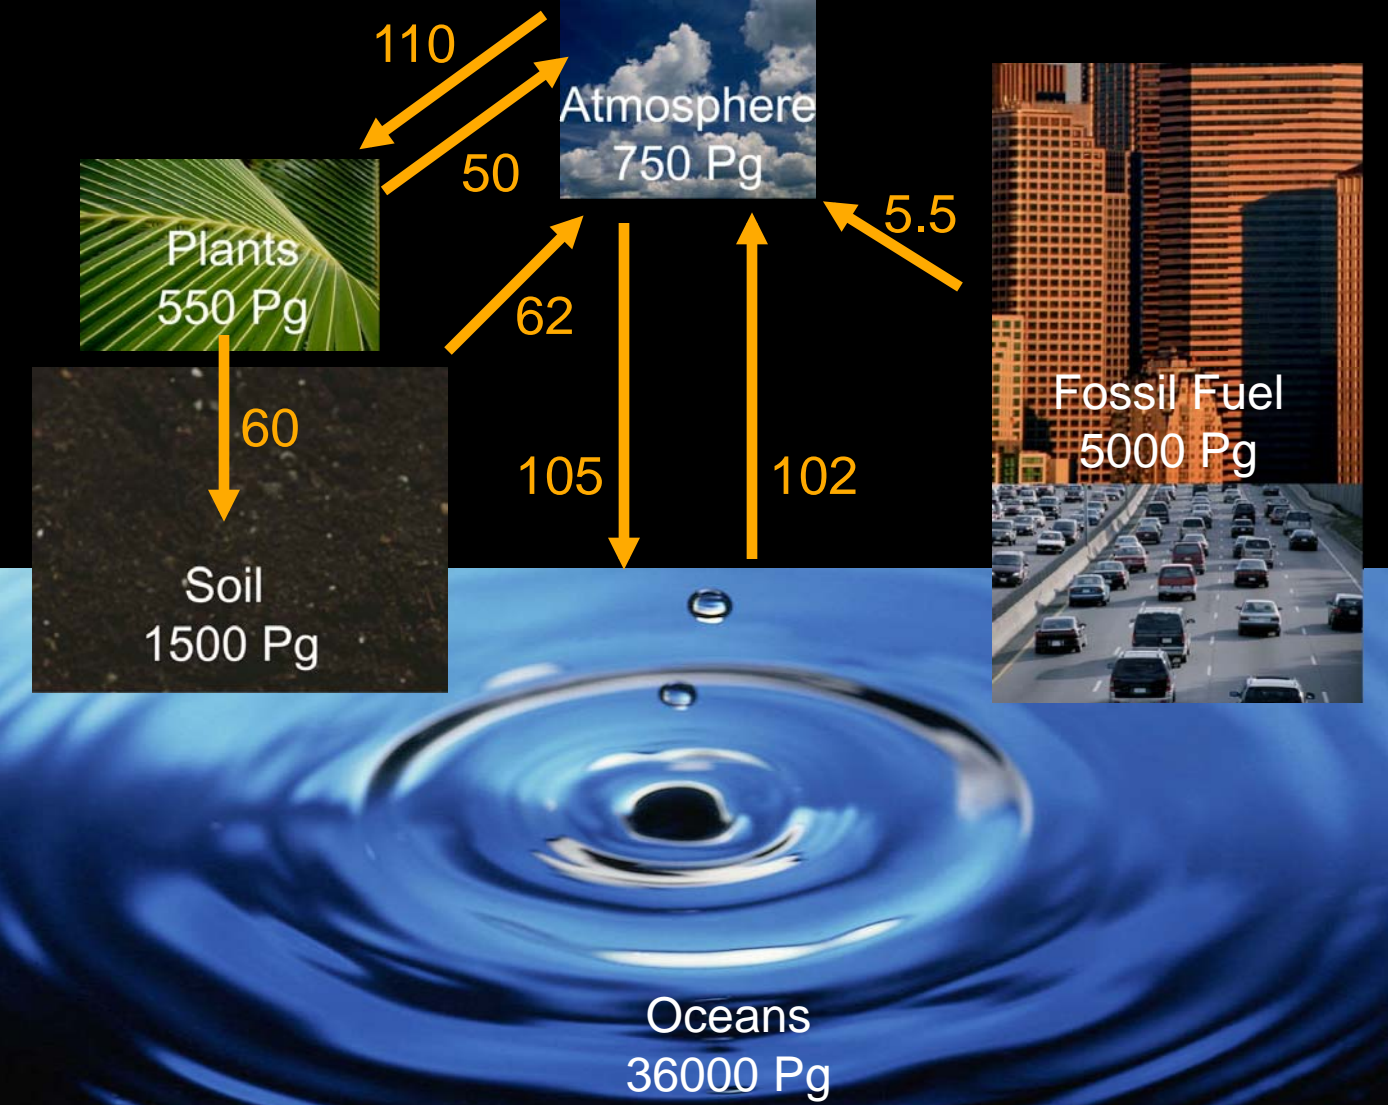 110
Atmosphere
750 Pg
50
5.5
Plants
550 Pg
62
Fossil Fuel
5000 Pg
60
105
102
Soil
1500 Pg
Oceans
36000 Pg